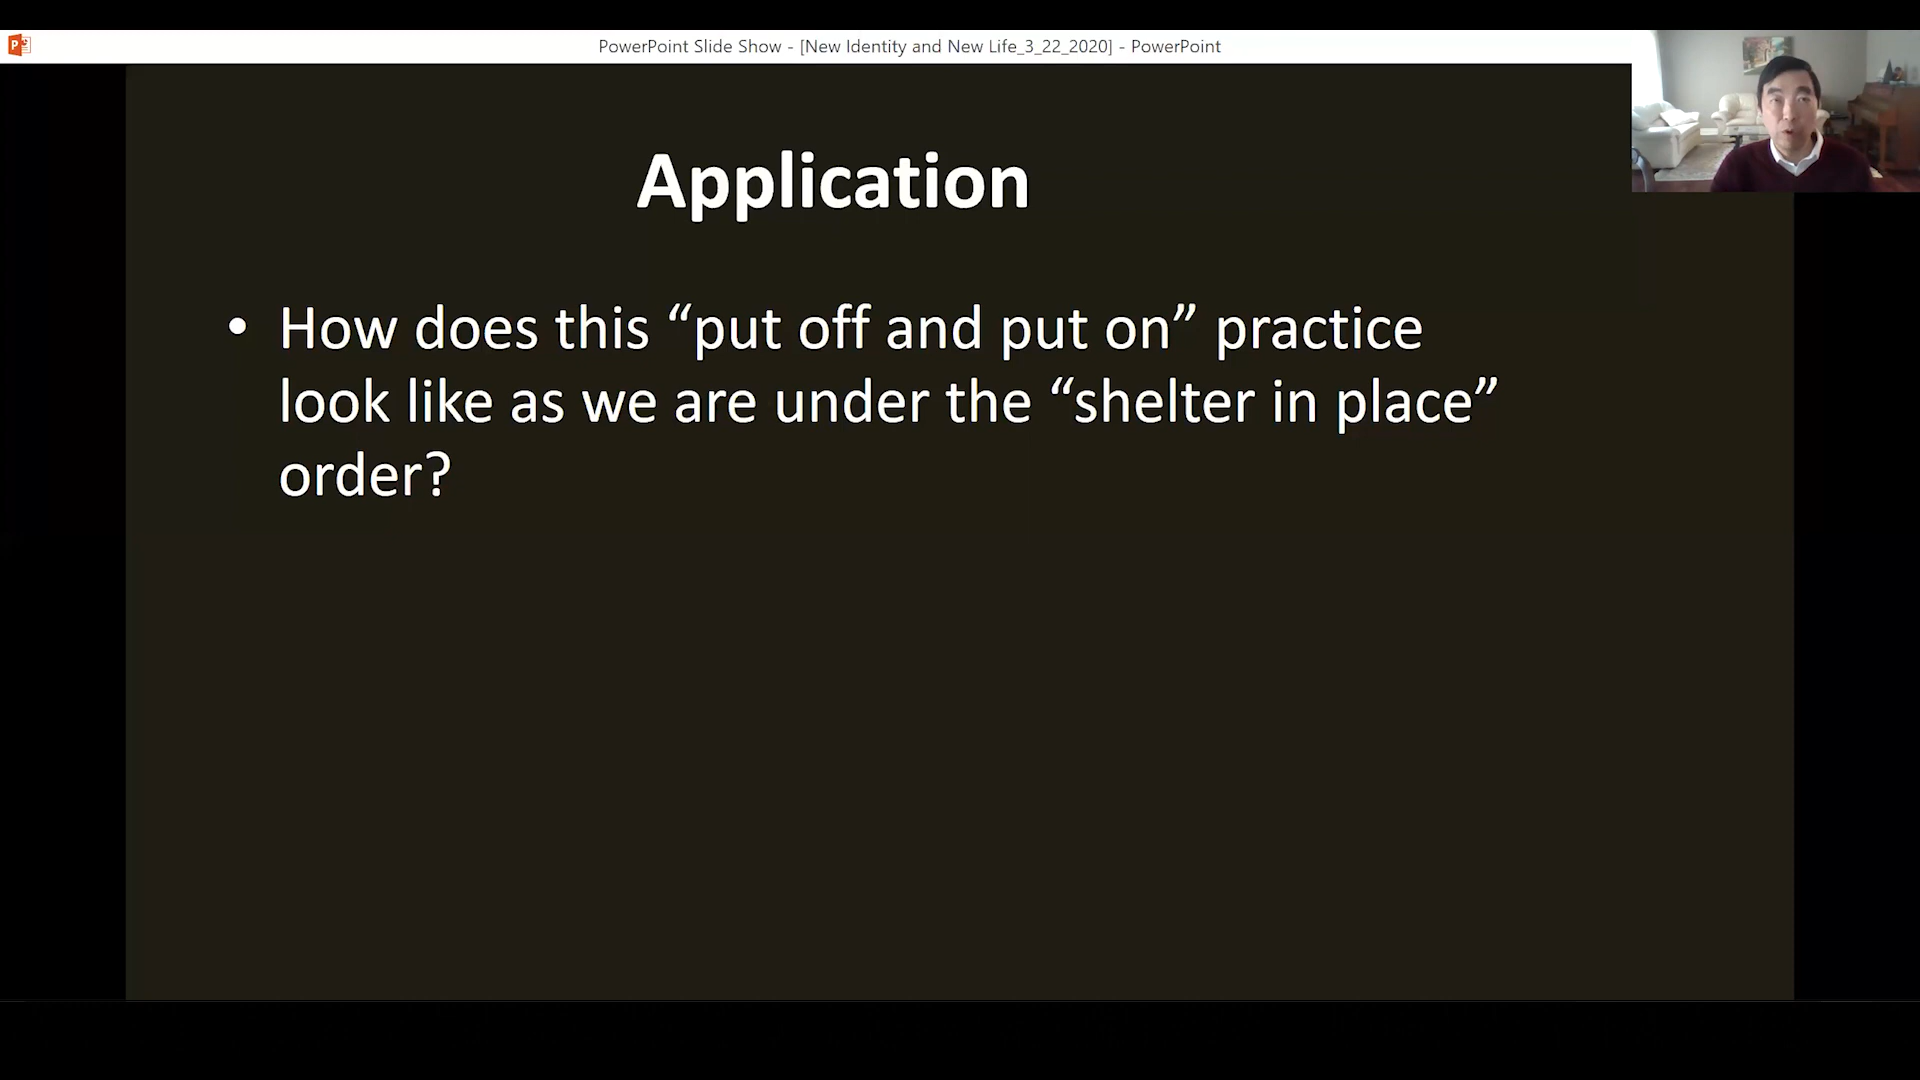 PowerPoint Slide Show - [New Identity and New Life_3_22_2020] - PowerPoint
Application
• How does this “put off and put on” practice
look like as we are under the “shelter in place”
order?